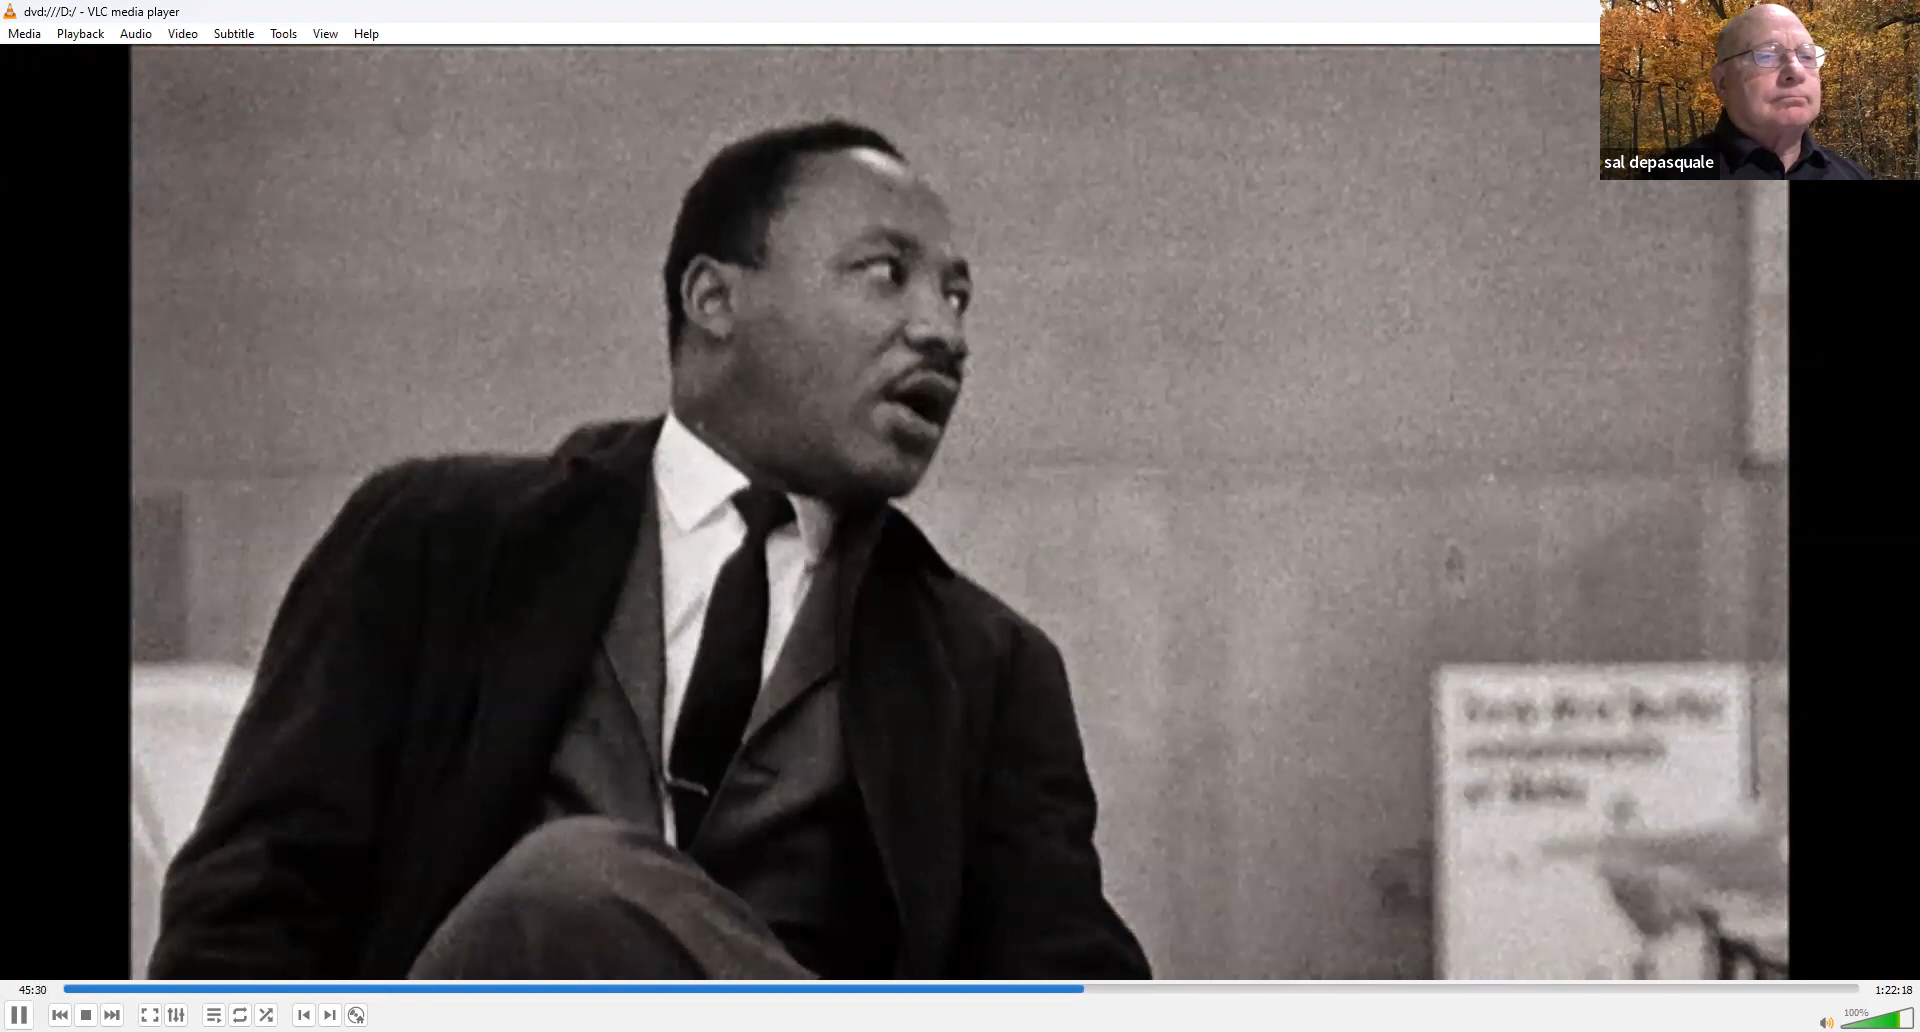 dvd:///D:/ - VLC media player
Media Playback Audio Video Subtitle Tools View Help
sal depasquale
45:30
1:22:18
100%